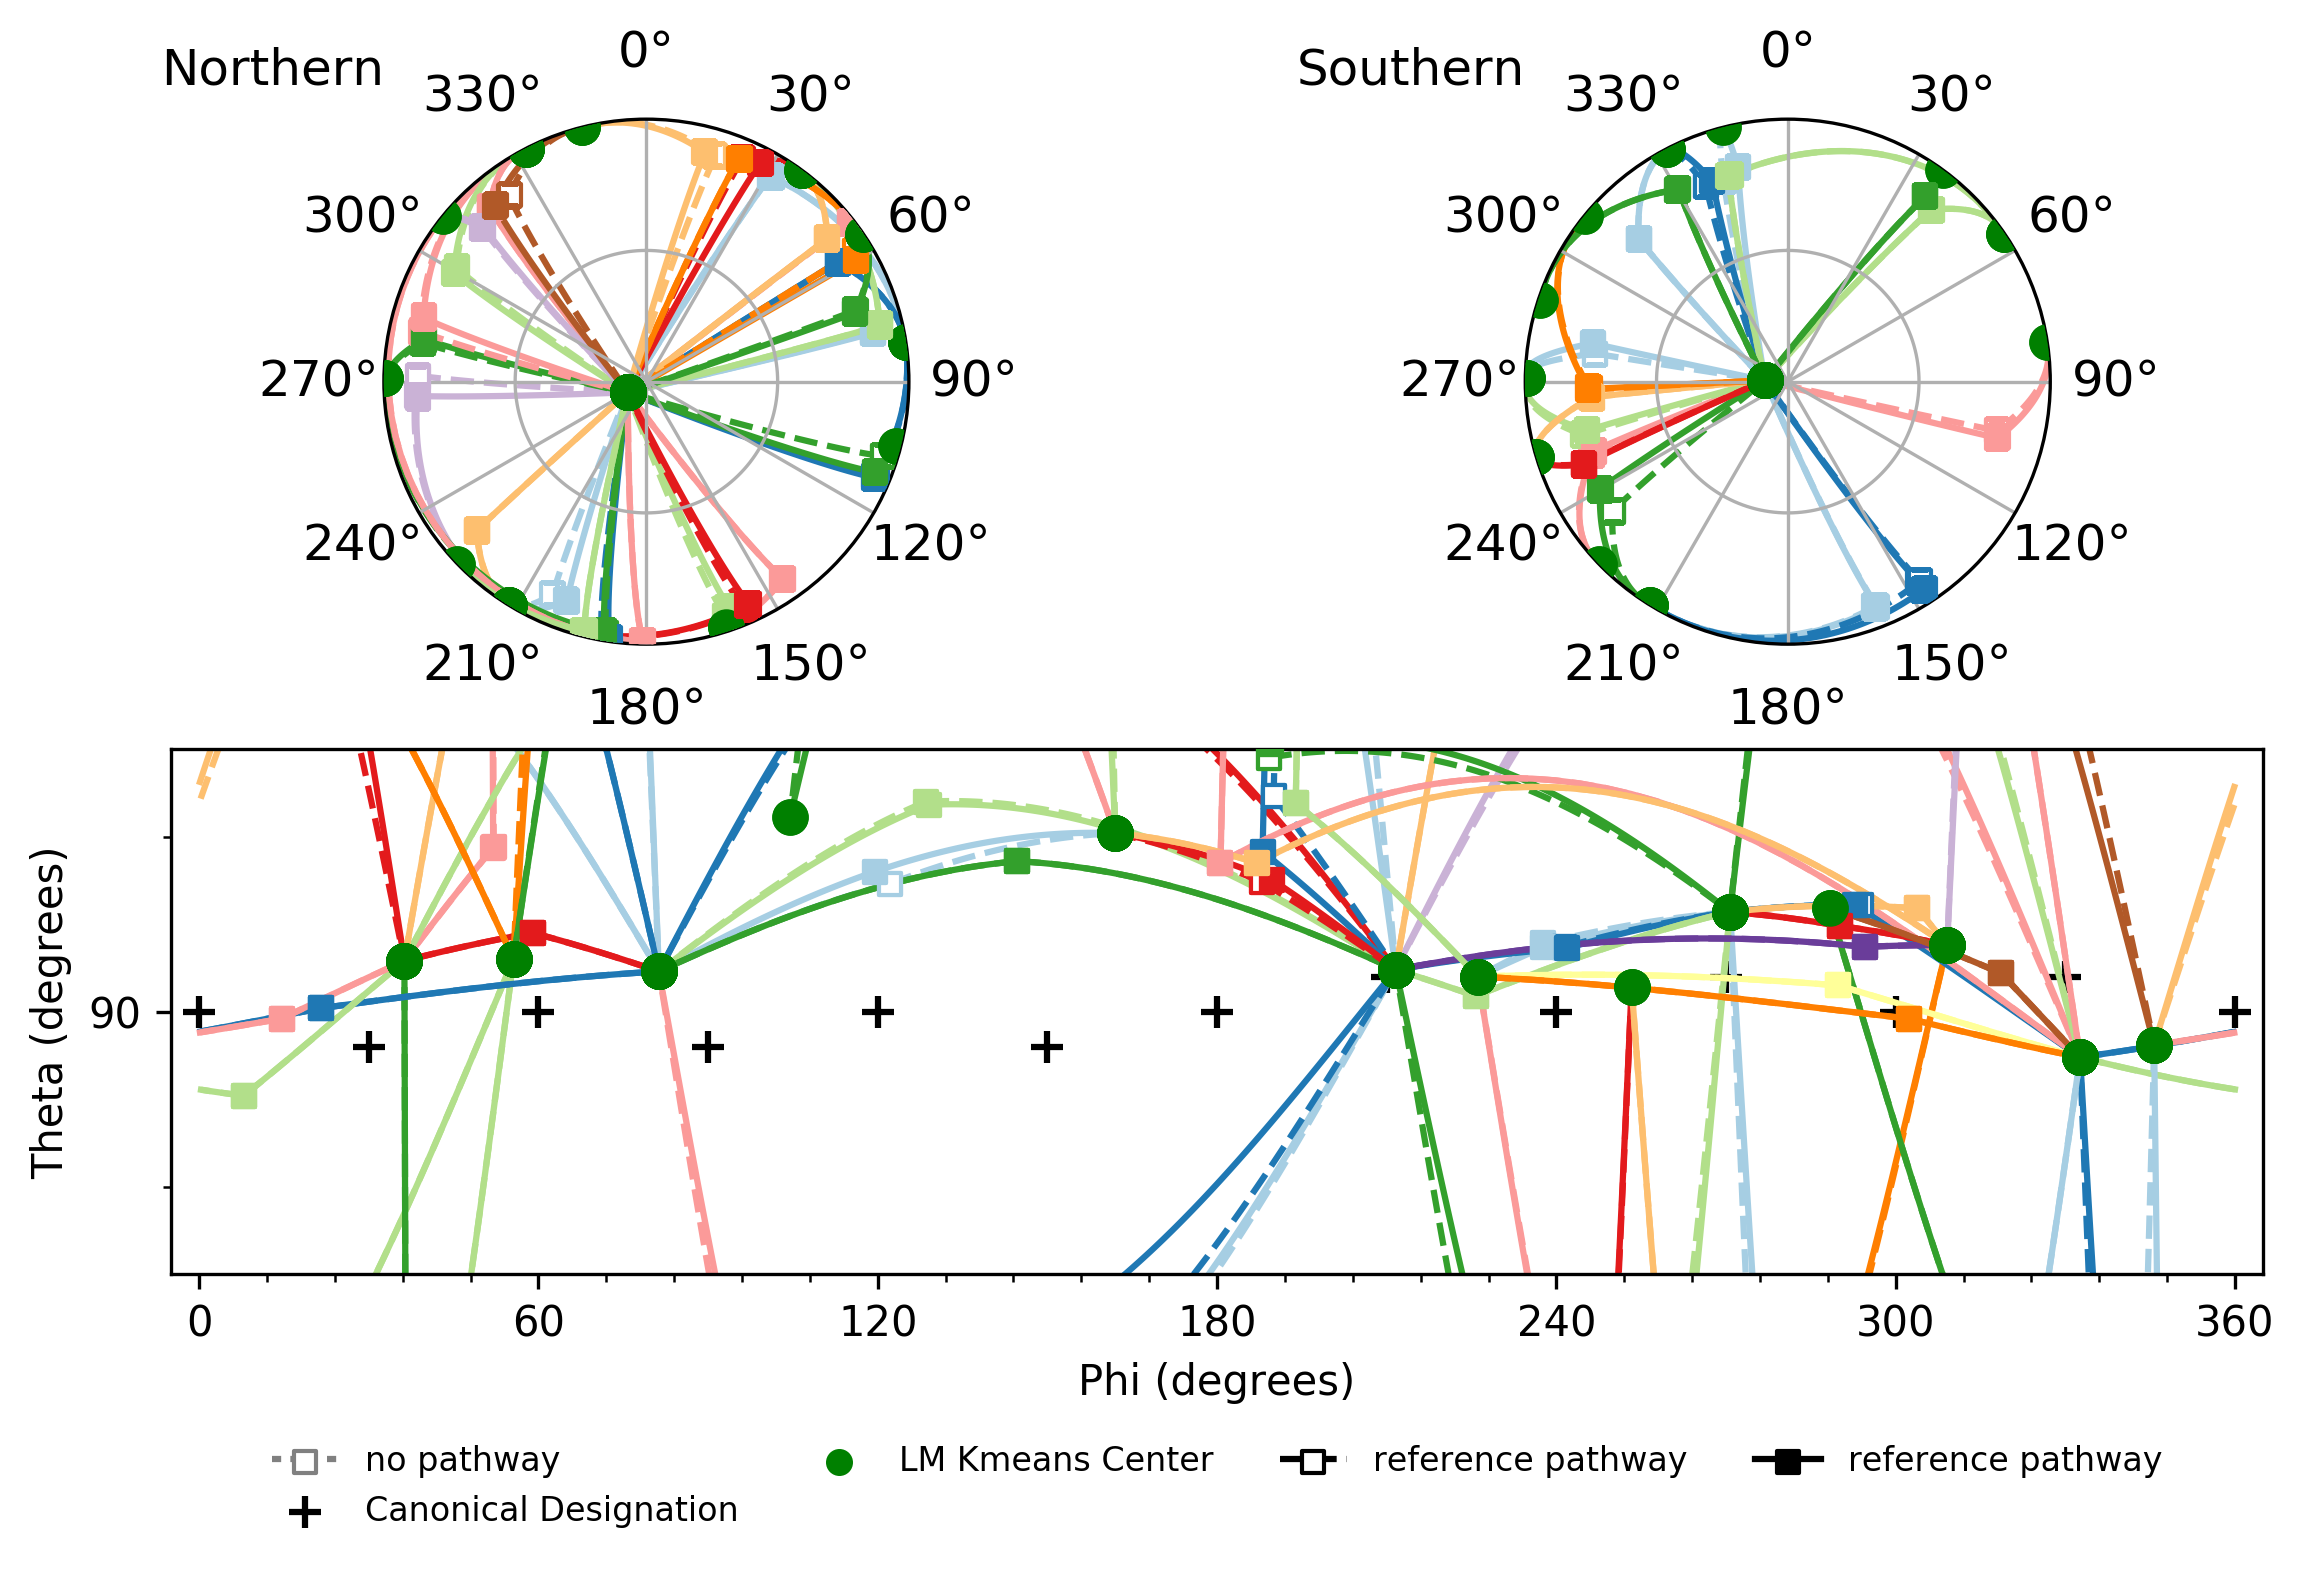 Northern
0°
30°
60°
90°
120°
150°
180°
210°
240°
270°
300°
330°
Southern
0°
30°
60°
90°
120°
150°
180°
210°
240°
270°
300°
330°
Theta (degrees)
90
0 60 120 180 240 300 360
Phi (degrees)
no pathway
Canonical Designation
LM Kmeans Center
reference pathway
reference pathway